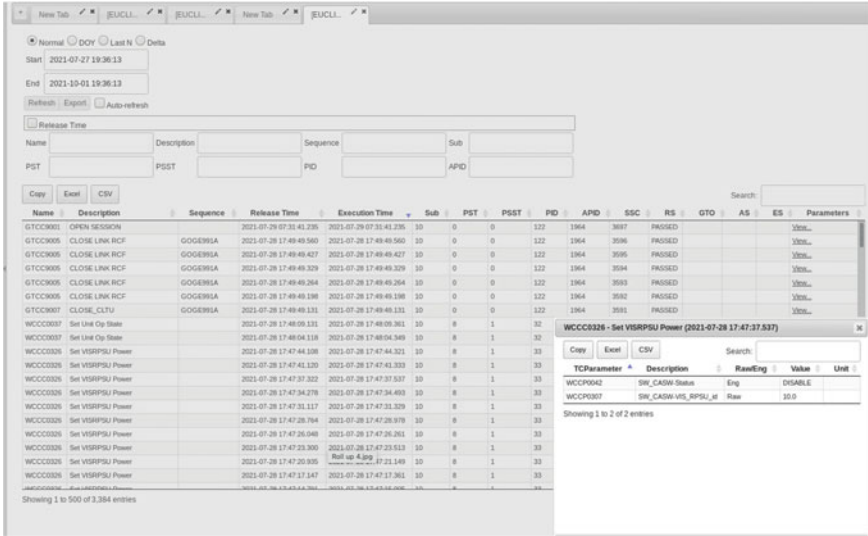 + New Tab [EUCLI... [EUCLI... New Tab [EUCLI...
Normal DOY Last N Delta
Start 2021-07-27 19:36:13
End 2021-10-01 19:36:13
Refresh Export Auto-refresh
Release Time
Name Description Sequence Sub
PST PSST PID APID
Copy Excel CSV Search:
Name Description Sequence Release Time Execution Time Sub PST PSST PID APID SSC RS GTO AS ES Parameters
GTCC9001 OPEN SESSION 2021-07-29 07:31:41.235 2021-07-29 07:31:41.235 10 0 0 122 1964 3697 PASSED View...
GTCC9005 CLOSE LINK RCF GOGE991A 2021-07-28 17:49:49.560 2021-07-28 17:49:49.560 10 0 0 122 1964 3596 PASSED View...
GTCC9005 CLOSE LINK RCF GOGE991A 2021-07-28 17:49:49.427 2021-07-28 17:49:49.427 10 0 0 122 1964 3595 PASSED View...
GTCC9005 CLOSE LINK RCF GOGE991A 2021-07-28 17:49:49.329 2021-07-28 17:49:49.329 10 0 0 122 1964 3594 PASSED View...
GTCC9005 CLOSE LINK RCF GOGE991A 2021-07-28 17:49:49.264 2021-07-28 17:49:49.264 10 0 0 122 1964 3593 PASSED View...
GTCC9005 CLOSE LINK RCF GOGE991A 2021-07-28 17:49:49.198 2021-07-28 17:49:49.198 10 0 0 122 1964 3592 PASSED View...
GTCC9007 CLOSE_CLTU GOGE991A 2021-07-28 17:49:49.131 2021-07-28 17:49:49.131 10 0 0 122 1964 3591 PASSED View...
WCCC0037 Set Unit Op State 2021-07-28 17:48:09.131 2021-07-28 17:48:09.361 10 8 1 32
WCCC0037 Set Unit Op State 2021-07-28 17:48:04.118 2021-07-28 17:48:04.349 10 8 1 32
WCCC0326 Set VISRPSU Power 2021-07-28 17:47:44.108 2021-07-28 17:47:44.321 10 8 1 33
WCCC0326 Set VISRPSU Power 2021-07-28 17:47:41.120 2021-07-28 17:47:41.333 10 8 1 33
WCCC0326 Set VISRPSU Power 2021-07-28 17:47:37.322 2021-07-28 17:47:37.537 10 8 1 33
WCCC0326 Set VISRPSU Power 2021-07-28 17:47:34.278 2021-07-28 17:47:34.493 10 8 1 33
WCCC0326 Set VISRPSU Power 2021-07-28 17:47:31.117 2021-07-28 17:47:31.329 10 8 1 33
WCCC0326 Set VISRPSU Power 2021-07-28 17:47:28.764 2021-07-28 17:47:28.978 10 8 1 33
WCCC0326 Set VISRPSU Power 2021-07-28 17:47:26.048 2021-07-28 17:47:26.261 10 8 1 33
WCCC0326 Set VISRPSU Power 2021-07-28 17:47:23.300 2021-07-28 17:47:23.513 10 8 1 33
Roll up 4.jpg
WCCC0326 Set VISRPSU Power 2021-07-28 17:47:20.935 17:47:21.149 10 8 1 33
WCCC0326 Set VISRPSU Power 2021-07-28 17:47:17.147 2021-07-28 17:47:17.361 10 8 1 33
Showing 1 to 500 of 3,384 entries
WCCC0326 - Set VISRPSU Power (2021-07-28 17:47:37.537)
Copy Excel CSV Search:
TCParameter Description Raw/Eng Value Unit
WCCP0042 SW_CASW-Status Eng DISABLE
WCCP0307 SW_CASW-VIS_RPSU_id Raw 10.0
Showing 1 to 2 of 2 entries